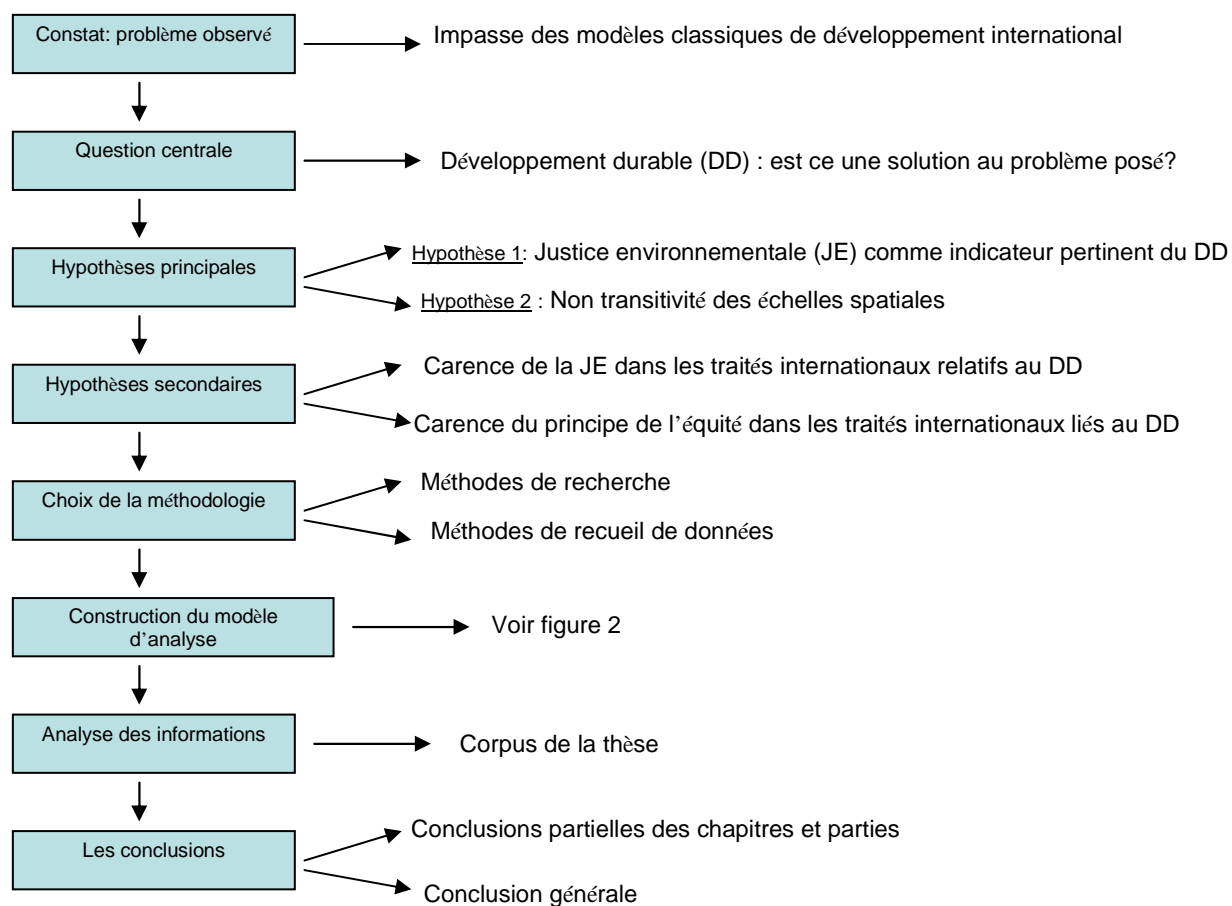 Constat: problème observé
Impasse des modèles classiques de développement international
Question centrale
Développement durable (DD) : est ce une solution au problème posé?
Hypothèses principales
Hypothèse 1: Justice environnementale (JE) comme indicateur pertinent du DD
Hypothèse 2 : Non transitivité des échelles spatiales
Hypothèses secondaires
Carence de la JE dans les traités internationaux relatifs au DD
Carence du principe de l’équité dans les traités internationaux liés au DD
Choix de la méthodologie
Méthodes de recherche
Méthodes de recueil de données
Construction du modèle
d’analyse
Voir figure 2
Analyse des informations
Corpus de la thèse
Les conclusions
Conclusions partielles des chapitres et parties
Conclusion générale